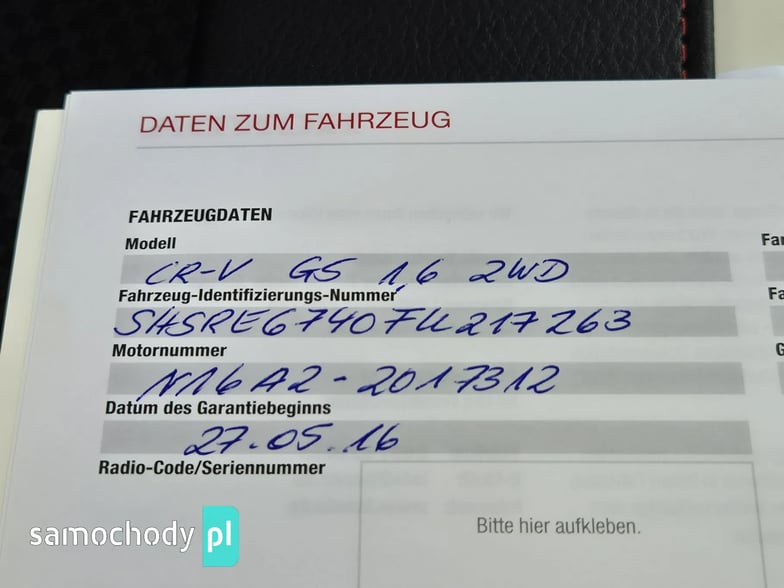 DATEN ZUM FAHRZEUG
FAHRZEUGDATEN
Modell
CR-V G5 1,6 2WD
Fahrzeug-Identifizierungs-Nummer
SHSRE6740FU217263
Motornummer
N16A2-2017312
Datum des Garantiebeginns
27.05.16
Radio-Code/Seriennummer
Bitte hier aufkleben.
samochody pl